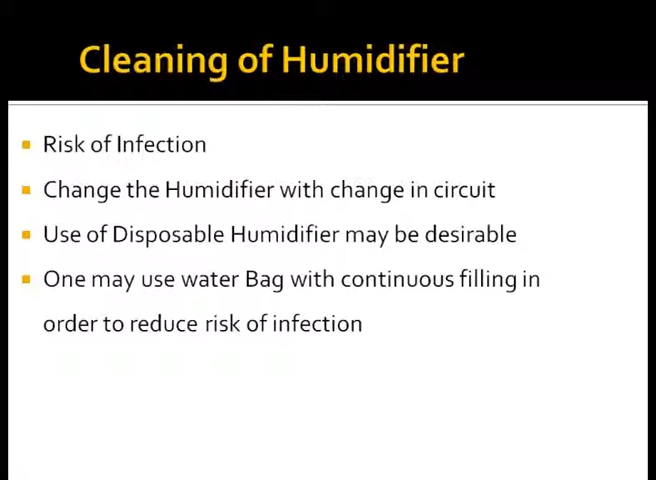 Cleaning of Humidifier
Risk of Infection
Change the Humidifier with change in circuit
Use of Disposable Humidifier may be desirable
One may use water Bag with continuous filling in
order to reduce risk of infection